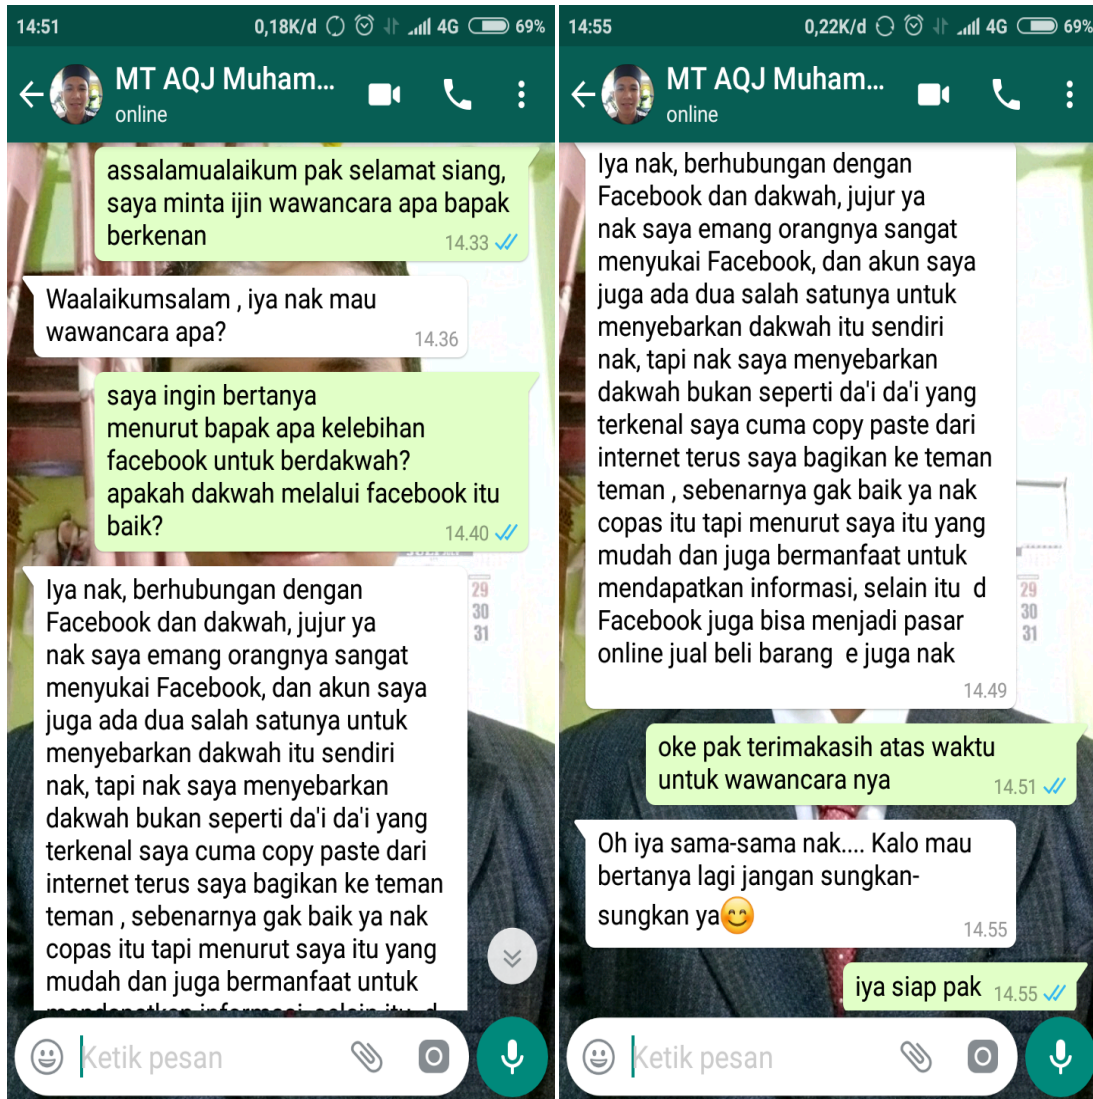 14:51
0,18K/d
4G
69%
MT AQJ Muham...
online
assalamualaikum pak selamat siang,
saya minta ijin wawancara apa bapak
berkenan
14.33
Waalaikumsalam , iya nak mau
wawancara apa?
14.36
saya ingin bertanya
menurut bapak apa kelebihan
facebook untuk berdakwah?
apakah dakwah melalui facebook itu
baik?
14.40
Iya nak, berhubungan dengan
Facebook dan dakwah, jujur ya
nak saya emang orangnya sangat
menyukai Facebook, dan akun saya
juga ada dua salah satunya untuk
menyebarkan dakwah itu sendiri
nak, tapi nak saya menyebarkan
dakwah bukan seperti da'i da'i yang
terkenal saya cuma copy paste dari
internet terus saya bagikan ke teman
teman , sebenarnya gak baik ya nak
copas itu tapi menurut saya itu yang
mudah dan juga bermanfaat untuk
29
30
31
Ketik pesan
14:55
0,22K/d
4G
69%
MT AQJ Muham...
online
Iya nak, berhubungan dengan
Facebook dan dakwah, jujur ya
nak saya emang orangnya sangat
menyukai Facebook, dan akun saya
juga ada dua salah satunya untuk
menyebarkan dakwah itu sendiri
nak, tapi nak saya menyebarkan
dakwah bukan seperti da'i da'i yang
terkenal saya cuma copy paste dari
internet terus saya bagikan ke teman
teman , sebenarnya gak baik ya nak
copas itu tapi menurut saya itu yang
mudah dan juga bermanfaat untuk
mendapatkan informasi, selain itu  d
Facebook juga bisa menjadi pasar
online jual beli barang  e juga nak
14.49
29
30
31
oke pak terimakasih atas waktu
untuk wawancara nya
14.51
Oh iya sama-sama nak.... Kalo mau
bertanya lagi jangan sungkan-
sungkan ya😊
14.55
iya siap pak
14.55
Ketik pesan